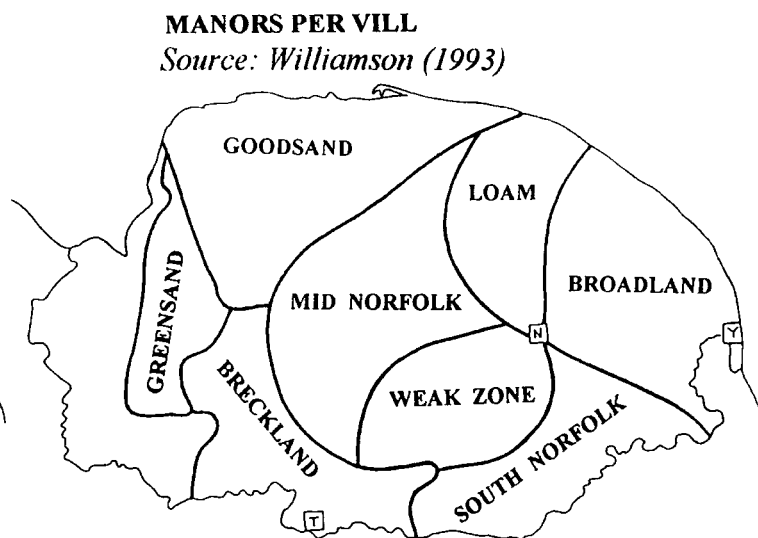 MANORS PER VILL
Source: Williamson (1993)
GOODSAND
LOAM
GREENSAND
MID NORFOLK
BROADLAND
N
Y
BRECKLAND
WEAK ZONE
SOUTH NORFOLK
T